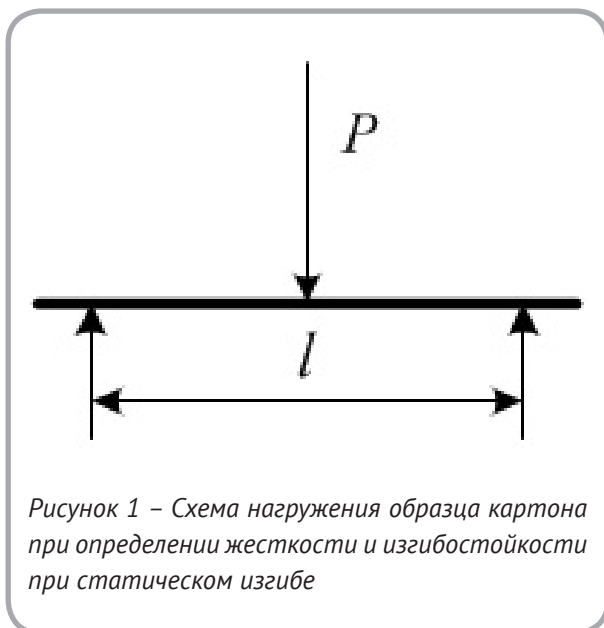 P
l
Рисунок 1 – Схема нагружения образца картона
при определении жесткости и изгибостойкости
при статическом изгибе